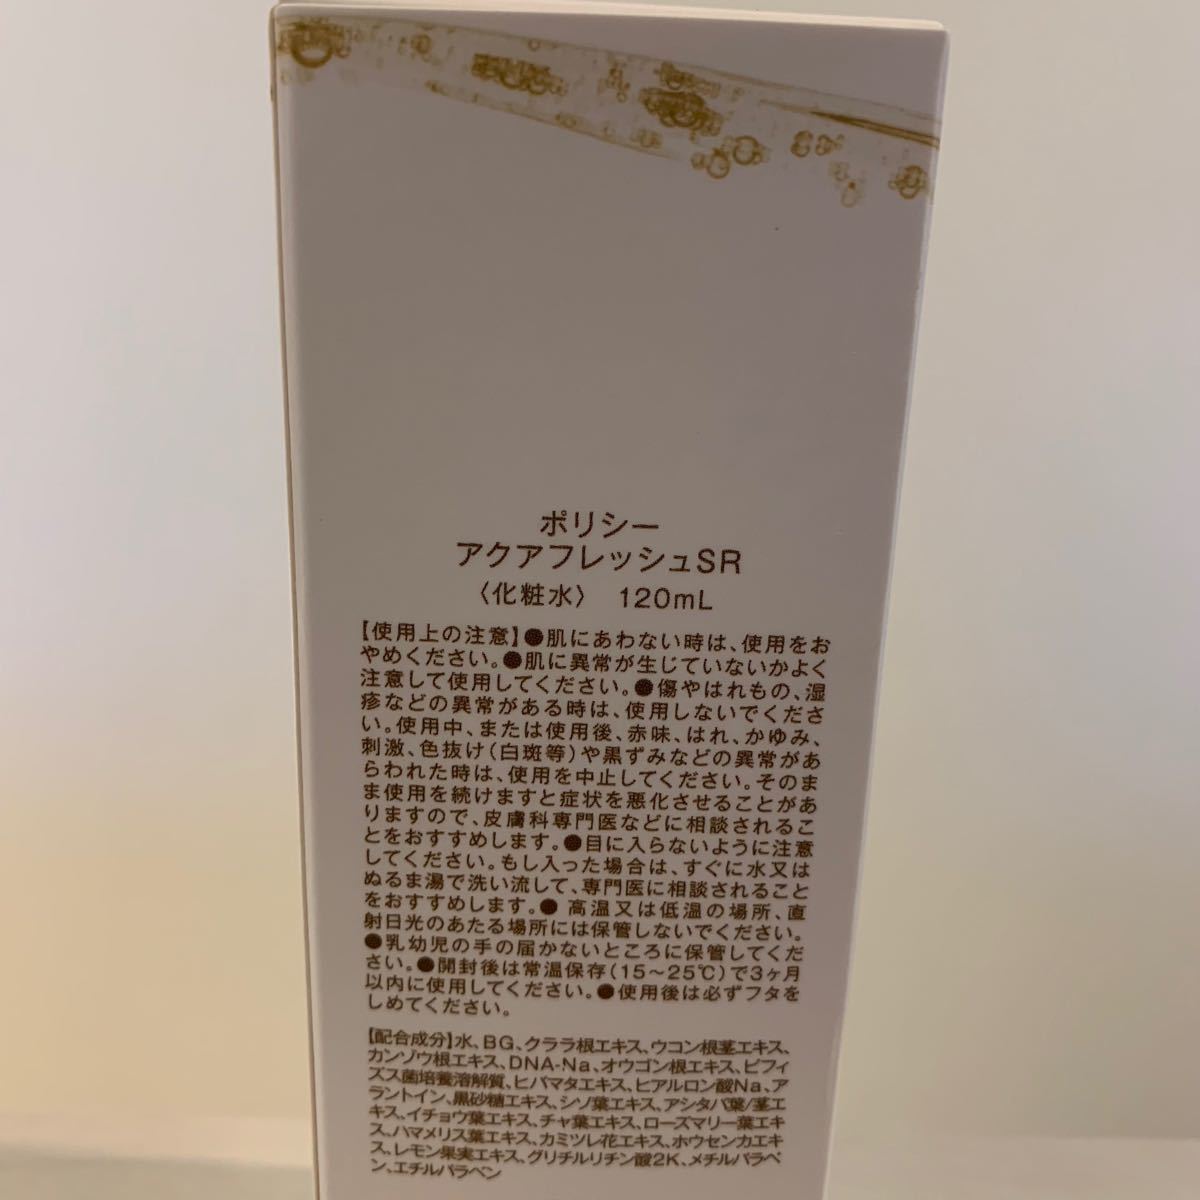 ポリシー
アクアフレッシュSR
〈化粧水〉 120mL
【使用上の注意】●肌にあわない時は、使用をお
やめください。●肌に異常が生じていないかよく
注意して使用してください。●傷やはれもの、湿
疹などの異常がある時は、使用しないでくださ
い。使用中、または使用後、赤味、はれ、かゆみ、
刺激、色抜け(白斑等)や黒ずみなどの異常があ
らわれた時は、使用を中止してください。そのま
ま使用を続けますと症状を悪化させることがあ
りますので、皮膚科専門医などに相談されるこ
とをおすすめします。●目に入らないように注意
してください。もし入った場合は、すぐに水又は
ぬるま湯で洗い流して、専門医に相談されること
をおすすめします。● 高温又は低温の場所、直
射日光のあたる場所には保管しないでください。
●乳幼児の手の届かないところに保管してくだ
さい。●開封後は常温保存(15～25℃)で3ヶ月
以内に使用してください。●使用後は必ずフタを
しめてください。
【配合成分】水、BG、クララ根エキス、ウコン根茎エキス、
カンゾウ根エキス、DNA-Na、オウゴン根エキス、ビフィ
ズス菌培養溶解質、ヒバマタエキス、ヒアルロン酸Na、ア
ラントイン、黒砂糖エキス、シソ葉エキス、アシタバ葉/茎エ
キス、イチョウ葉エキス、チャ葉エキス、ローズマリー葉エキ
ス、ハマメリス葉エキス、カミツレ花エキス、ホウセンカエキ
ス、レモン果実エキス、グリチルリチン酸2K、メチルパラベ
ン、エチルパラベン